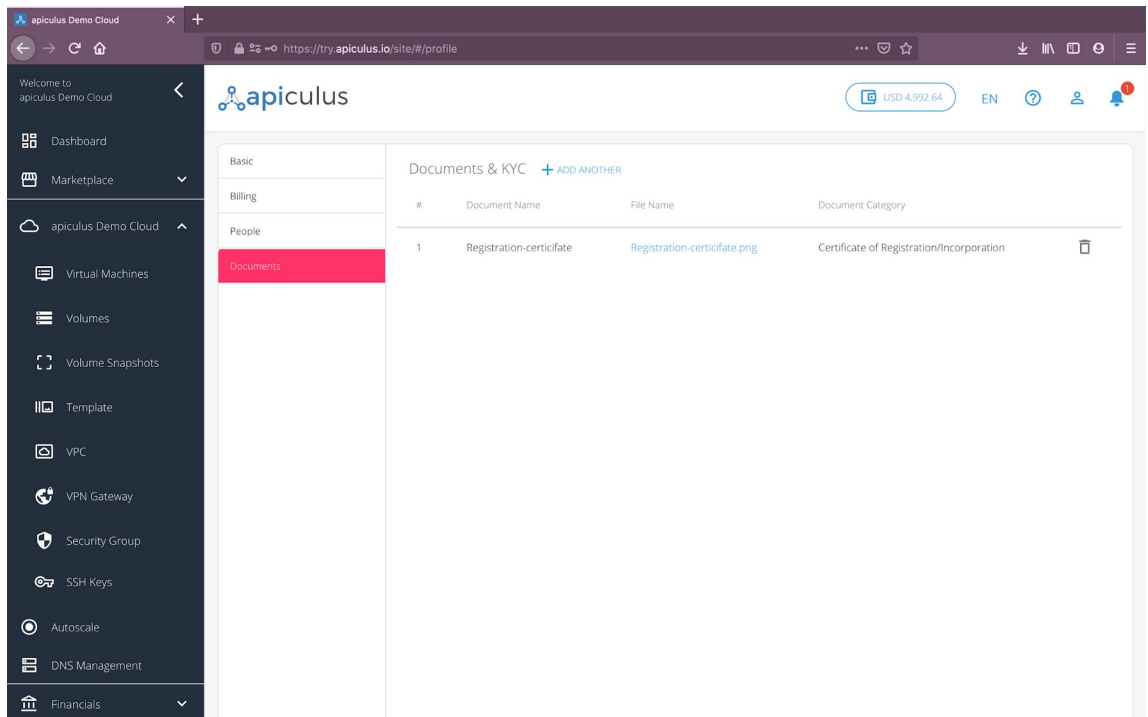 apiculus Demo Cloud
https://try.apiculus.io/site/#/profile
Welcome to
apiculus Demo Cloud
apiculus
USD 4,992.64
EN
1
Dashboard
Marketplace
apiculus Demo Cloud
Virtual Machines
Volumes
Volume Snapshots
Template
VPC
VPN Gateway
Security Group
SSH Keys
Autoscale
DNS Management
Financials
Basic
Billing
People
Documents
Documents & KYC + ADD ANOTHER
# Document Name File Name Document Category
1 Registration-certicifate Registration-certicifate.png Certificate of Registration/Incorporation